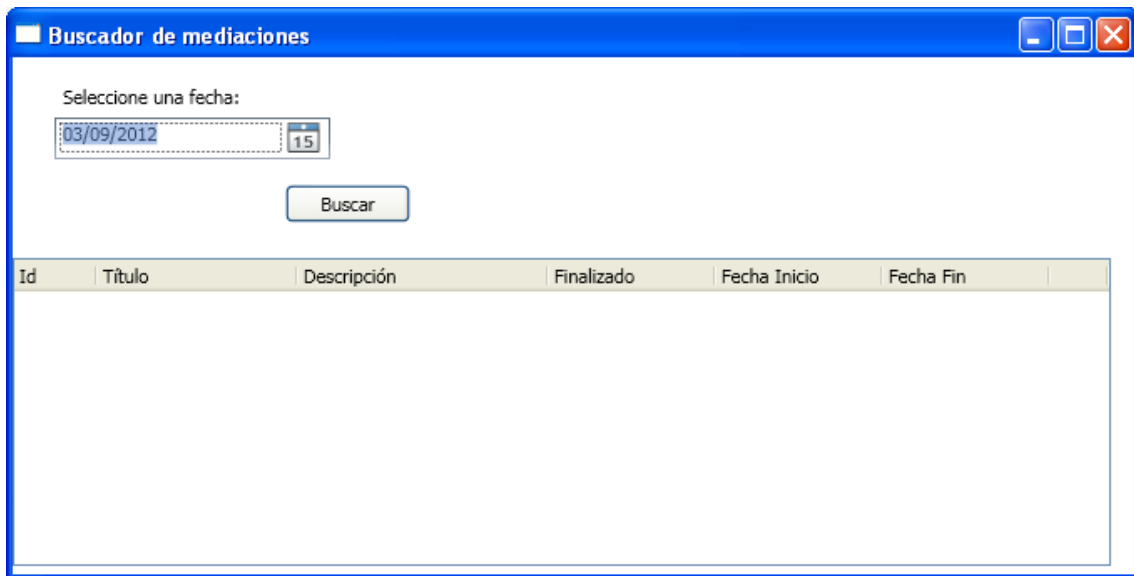 Buscador de mediaciones
Seleccione una fecha:
03/09/2012
15
Buscar
Id Título Descripción Finalizado Fecha Inicio Fecha Fin